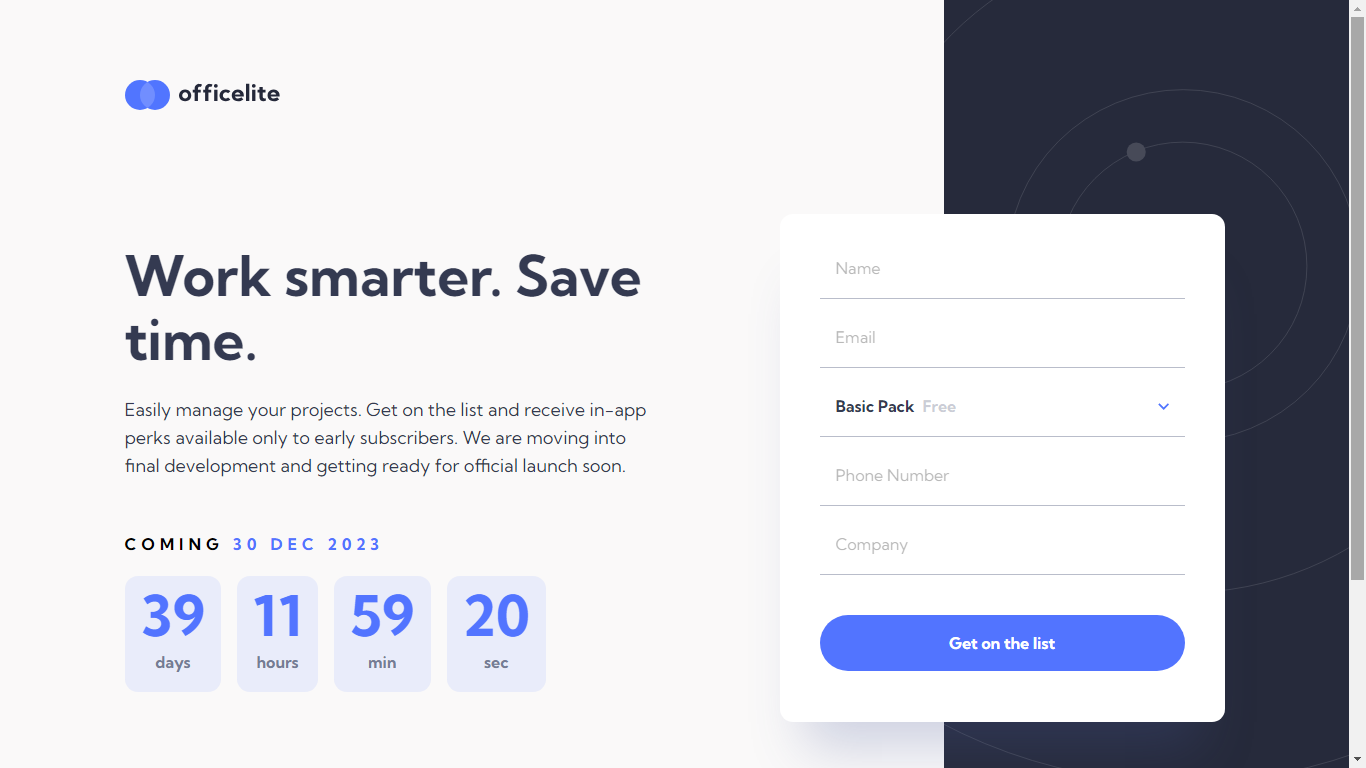 officelite
Work smarter. Save
time.
Easily manage your projects. Get on the list and receive in-app
perks available only to early subscribers. We are moving into
final development and getting ready for official launch soon.
COMING 30 DEC 2023
39 11 59 20
days hours min sec
Name
Email
Basic Pack Free
Phone Number
Company
Get on the list